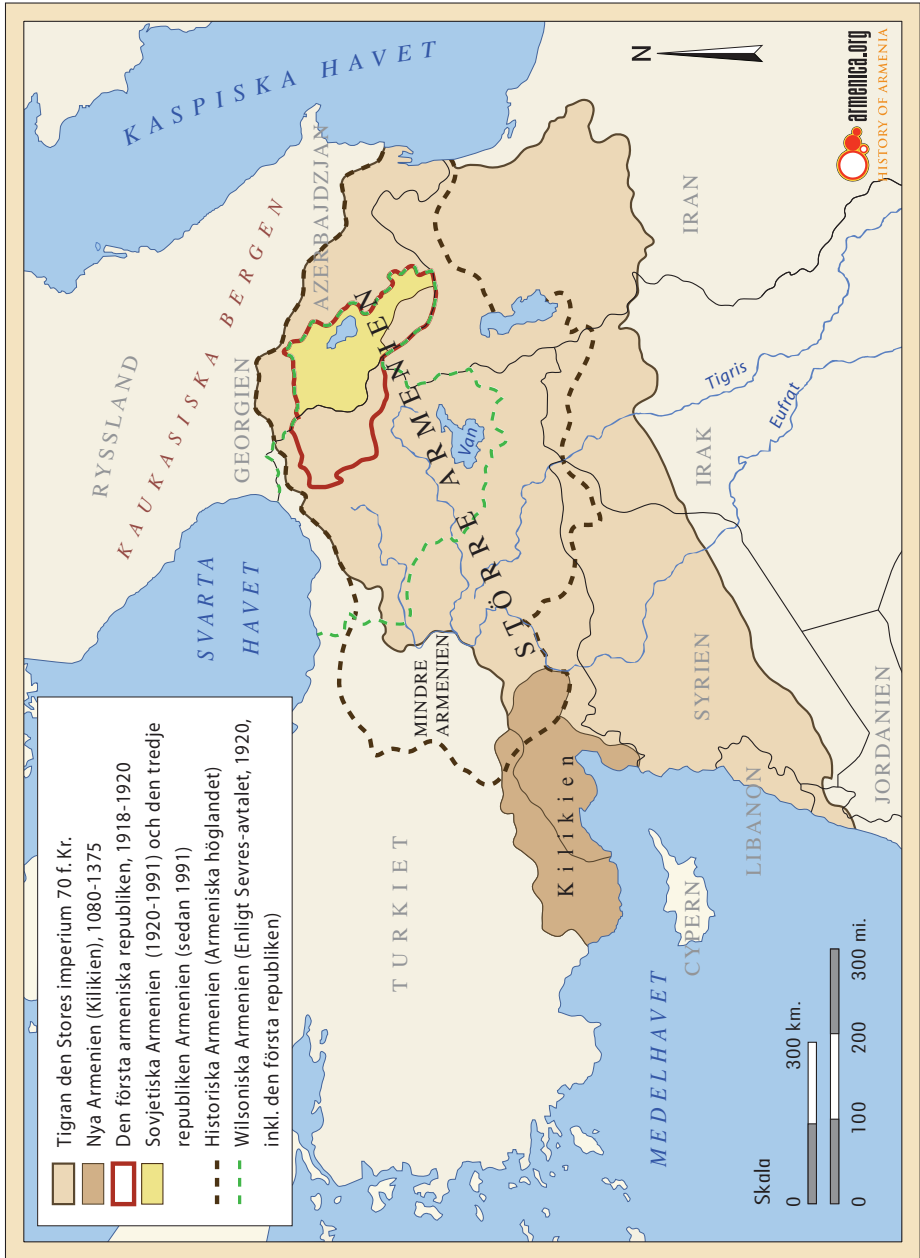 Tigran den Stores imperium 70 f. Kr.
Nya Armenien (Kilikien), 1080-1375
Den första armeniska republiken, 1918-1920
Sovjetiska Armenien (1920-1991) och den tredje
republiken Armenien (sedan 1991)
Historiska Armenien (Armeniska höglandet)
Wilsoniska Armenien (Enligt Sevres-avtalet, 1920,
inkl. den första republiken)
RYSSLAND
KASPISKA HAVET
KAUKASISKA BERGEN
SVARTA
HAVET
GEORGIEN
AZERBAJDZJAN
STÖRRE ARMENIEN
MINDRE
ARMENIEN
Van
TURKIET
Kilikien
Tigris
Eufrat
IRAN
IRAK
SYRIEN
CYPERN
LIBANON
JORDANIEN
MEDELHAVET
Skala
0 300 km.
0 100 200 300 mi.
N
armenica.org
HISTORY OF ARMENIA